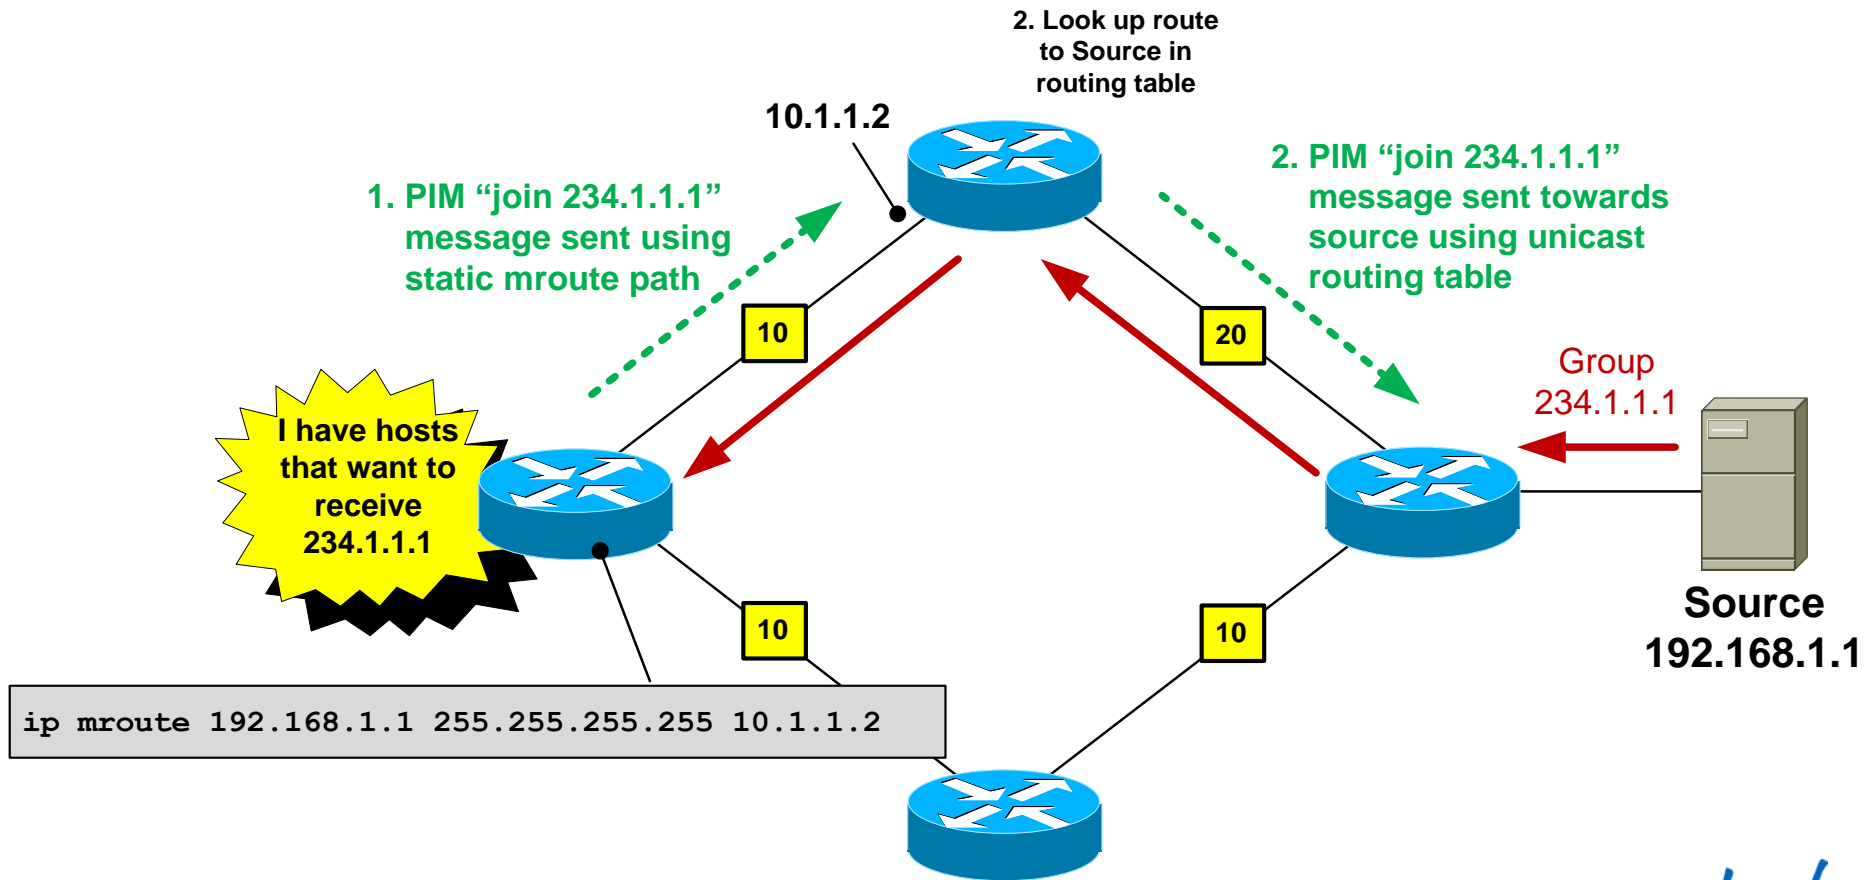 2. Look up route
to Source in
routing table
10.1.1.2
1. PIM “join 234.1.1.1”
message sent using
static mroute path
2. PIM “join 234.1.1.1”
message sent towards
source using unicast
routing table
10
20
Group
234.1.1.1
I have hosts
that want to
receive
234.1.1.1
10
10
Source
192.168.1.1
ip mroute 192.168.1.1 255.255.255.255 10.1.1.2